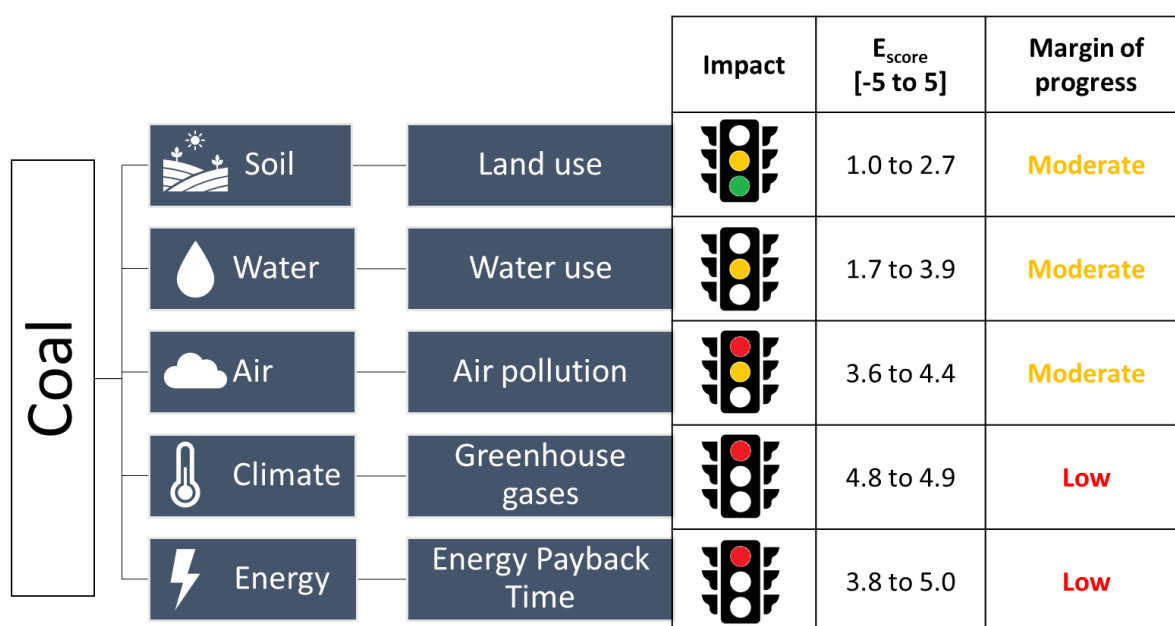 Impact
E score
[-5 to 5]
Margin of
progress
Coal
Soil
Land use
1.0 to 2.7
Moderate
Water
Water use
1.7 to 3.9
Moderate
Air
Air pollution
3.6 to 4.4
Moderate
Climate
Greenhouse
gases
4.8 to 4.9
Low
Energy
Energy Payback
Time
3.8 to 5.0
Low